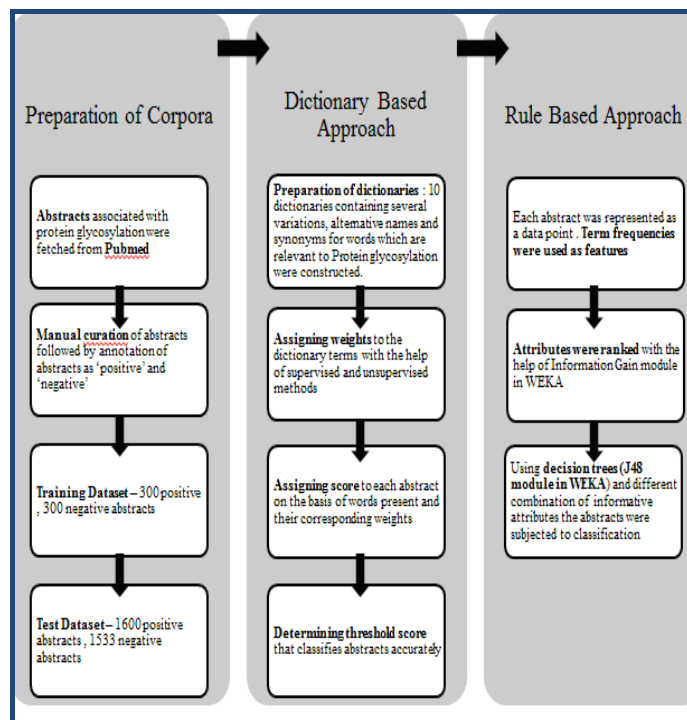 Preparation of Corpora
Abstracts associated with
protein glycosylation were
fetched from Pubmed
Manual curation of abstracts
followed by annotation of
abstracts as 'positive' and
'negative'
Training Dataset – 300 positive
, 300 negative abstracts
Test Dataset – 1600 positive
abstracts , 1533 negative
abstracts
Dictionary Based
Approach
Preparation of dictionaries : 10
dictionaries containing several
variations, alternative names and
synonyms for words which are
relevant to Protein glycosylation
were constructed.
Assigning weights to the
dictionary terms with the help
of supervised and unsupervised
methods
Assigning score to each abstract
on the basis of words present and
their corresponding weights
Determining threshold score
that classifies abstracts accurately
Rule Based Approach
Each abstract was represented as
a data point . Term frequencies
were used as features
Attributes were ranked with the
help of Information Gain module
in WEKA
Using decision trees (J48
module in WEKA) and different
combination of informative
attributes the abstracts were
subjected to classification